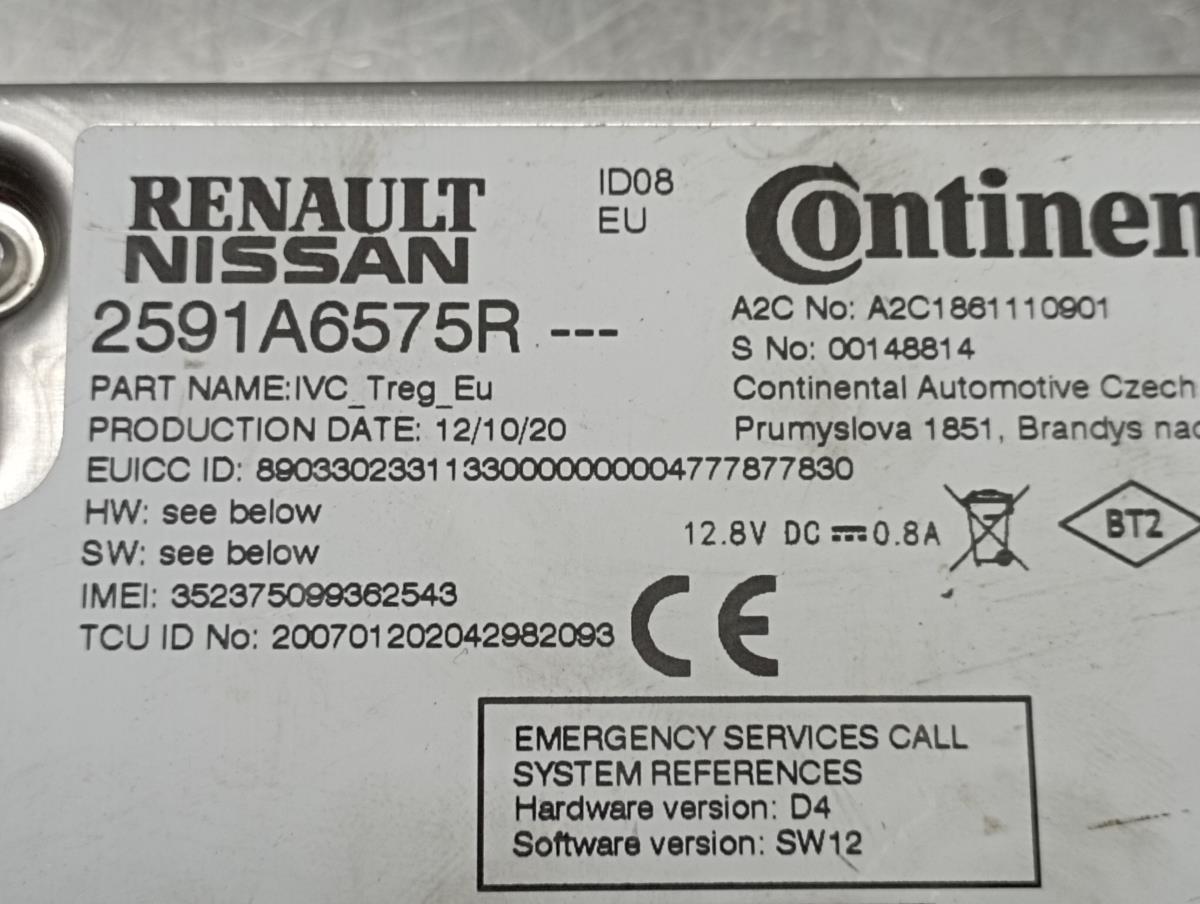 RENAULT
NISSAN
2591A6575R ---
PART NAME:IVC_Treg_Eu
PRODUCTION DATE: 12/10/20
EUICC ID: 89033023311330000000004777877830
HW: see below
SW: see below
IMEI: 352375099362543
TCU ID No: 200701202042982093
ID08
EU
Continen
A2C No: A2C1861110901
S No: 00148814
Continental Automotive Czech
Prumyslova 1851, Brandys nad
12.8V DC 0.8A
BT2
CE
EMERGENCY SERVICES CALL
SYSTEM REFERENCES
Hardware version: D4
Software version: SW12